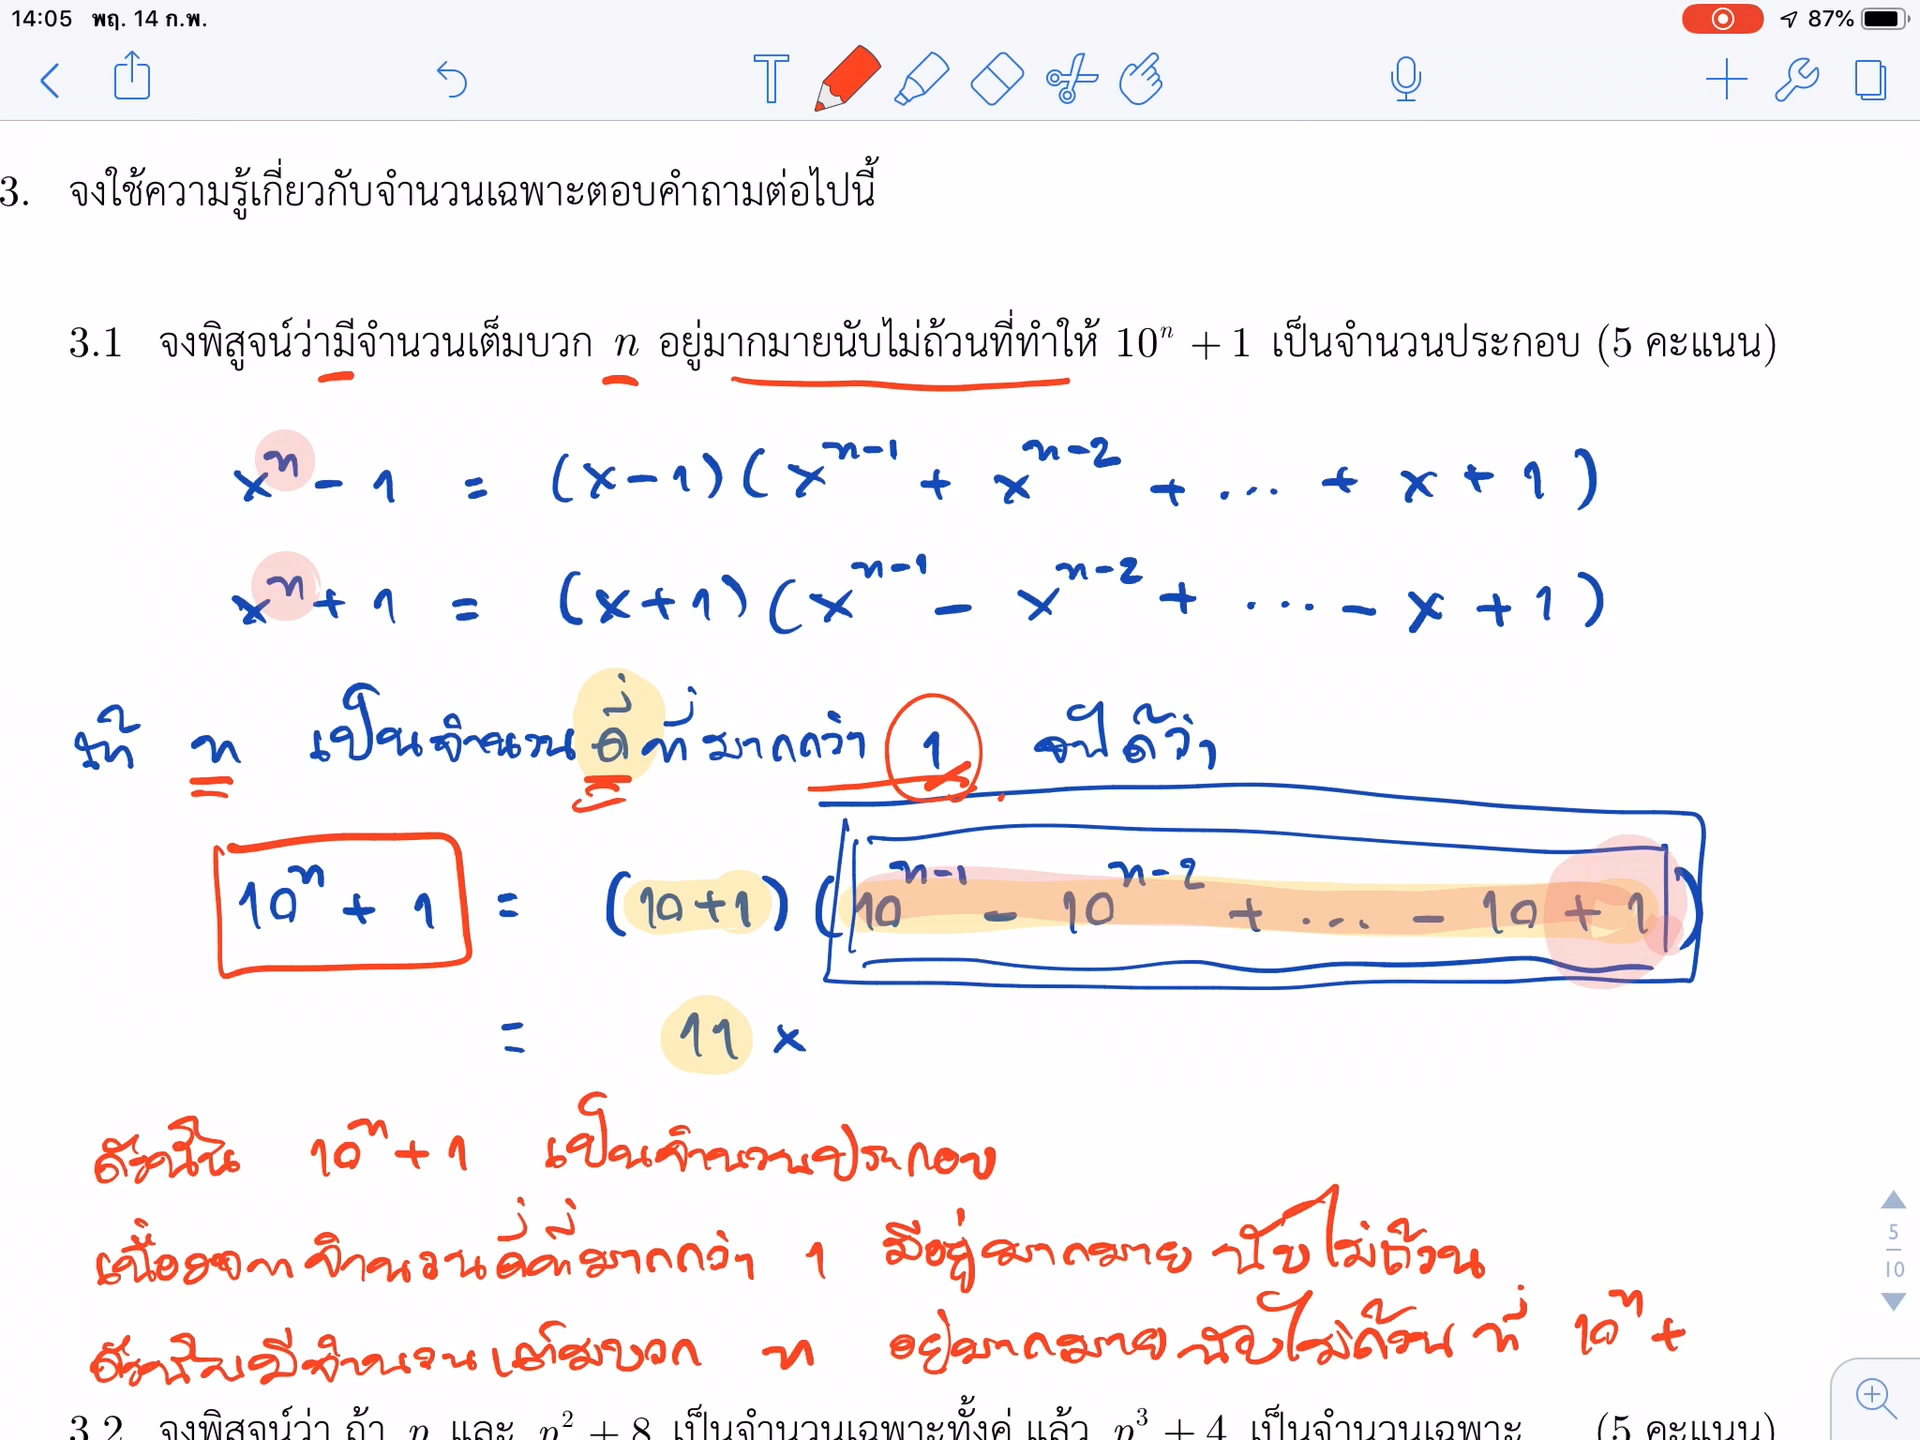 14:05 พฤ. 14 ก.พ. 87%
3. จงใช้ความรู้เกี่ยวกับจำนวนเฉพาะตอบคำถามต่อไปนี้
3.1 จงพิสูจน์ว่ามีจำนวนเต็มบวก n อยู่มากมายนับไม่ถ้วนที่ทำให้ 10ⁿ + 1 เป็นจำนวนประกอบ (5 คะแนน)
xⁿ - 1 = (x-1)(xⁿ⁻¹ + xⁿ⁻² + ... + x + 1)
xⁿ + 1 = (x+1)(xⁿ⁻¹ - xⁿ⁻² + ... - x + 1)
ให้ n เป็นจำนวนคี่ที่มากกว่า 1 จะได้ว่า
10ⁿ + 1 = (10+1)(10ⁿ⁻¹ - 10ⁿ⁻² + ... - 10 + 1)
= 11 ×
ดังนั้น 10ⁿ + 1 เป็นจำนวนประกอบ
เนื่องจากจำนวนคี่ที่มากกว่า 1 มีอยู่มากมายนับไม่ถ้วน
ดังนั้นมีจำนวนเต็มบวก n อยู่มากมายนับไม่ถ้วน ที่ 10ⁿ +
3.2 จงพิสูจน์ว่า ถ้า n และ n² + 8 เป็นจำนวนเฉพาะทั้งคู่ แล้ว n³ + 4 เป็นจำนวนเฉพาะ (5 คะแนน)
5
10